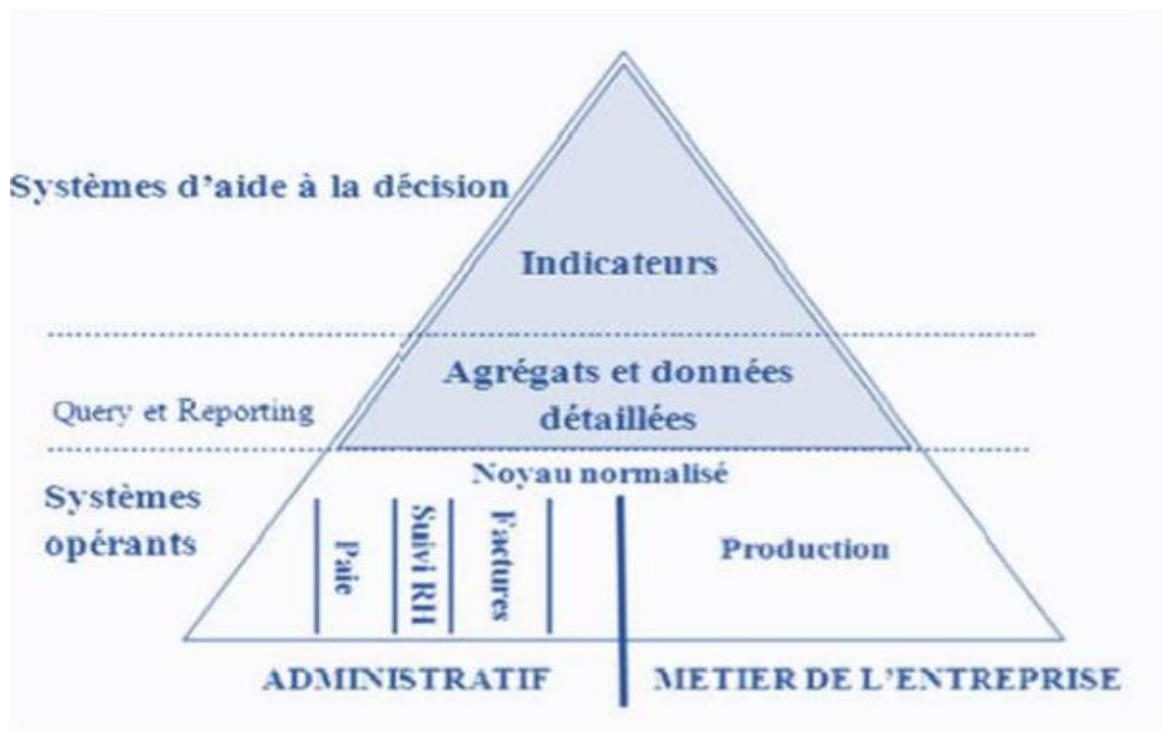 Systèmes d'aide à la décision
Indicateurs
Agrégats et données
détaillées
Query et Reporting
Noyau normalisé
Systèmes
opérants
Paie
Suivi RH
Factures
Production
ADMINISTRATIF
METIER DE L'ENTREPRISE